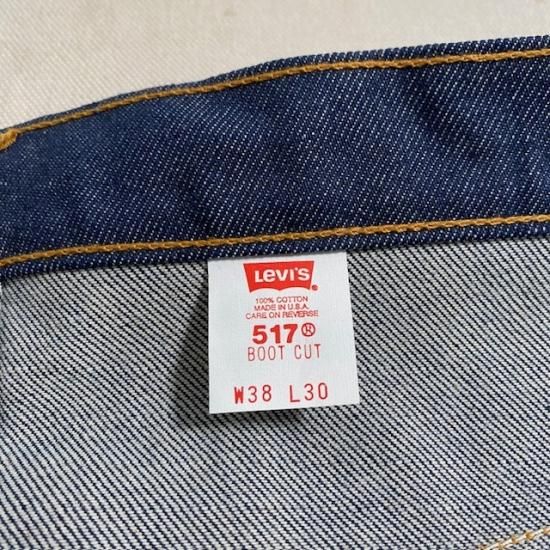 LEVI'S®
100% COTTON
MADE IN U.S.A.
CARE ON REVERSE
517®
BOOT CUT
W38 L30